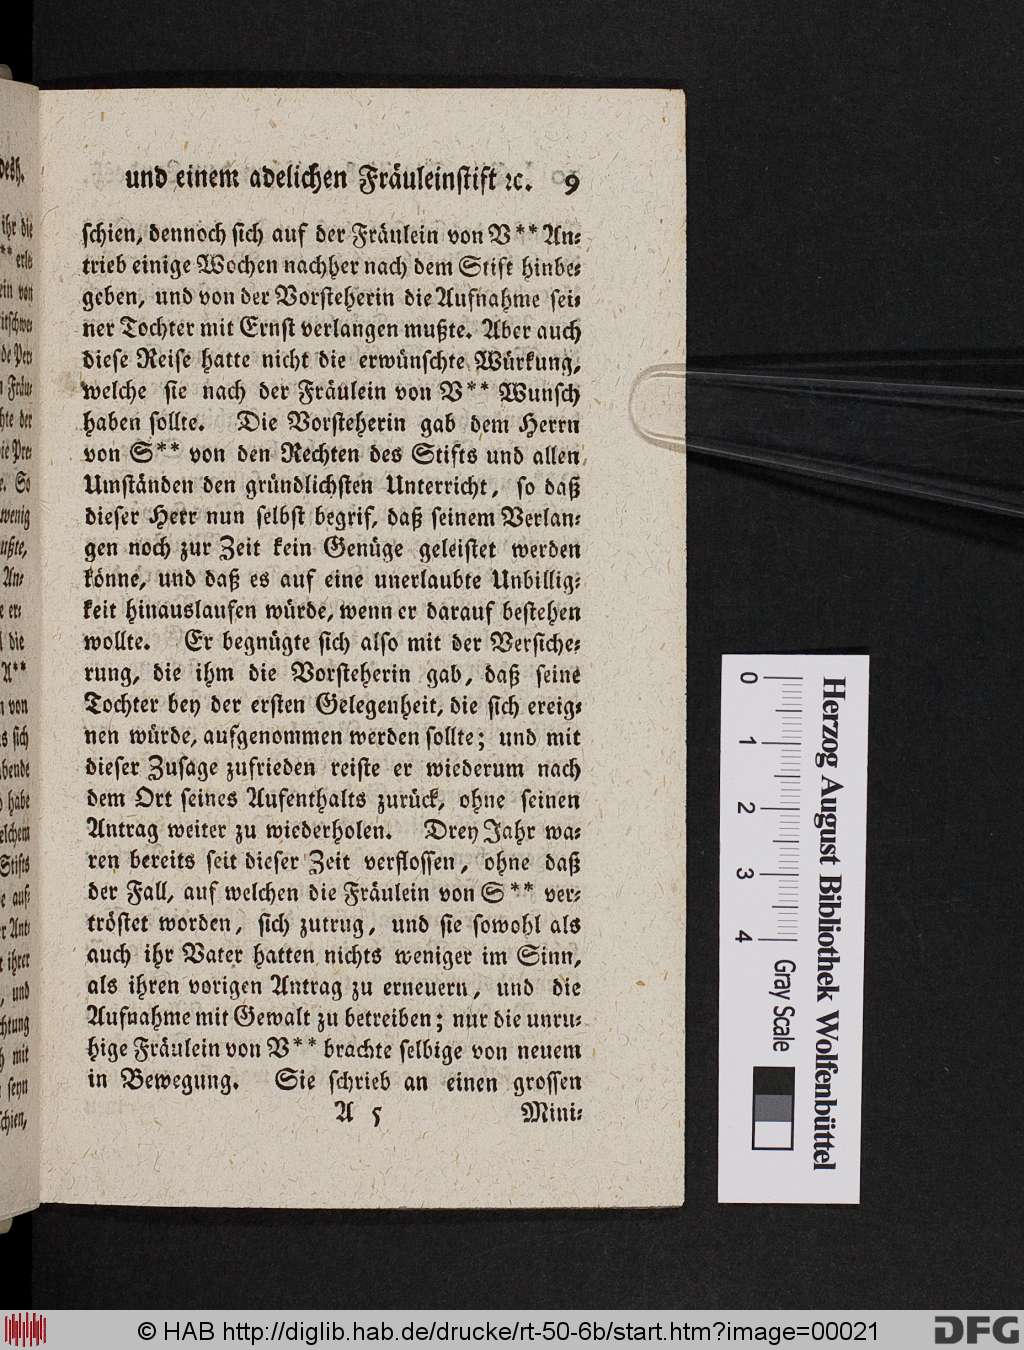 und einem adelichen Fräuleinstift ꝛc. 9
schien, dennoch sich auf der Fräulein von V** An⸗
trieb einige Wochen nachher nach dem Stift hinbe⸗
geben, und von der Vorsteherin die Aufnahme sei⸗
ner Tochter mit Ernst verlangen mußte. Aber auch
diese Reise hatte nicht die erwünschte Würkung,
welche sie nach der Fräulein von V** Wunsch
haben sollte. Die Vorsteherin gab dem Herrn
von S** von den Rechten des Stifts und allen
Umständen den gründlichsten Unterricht, so daß
dieser Herr nun selbst begrif, daß seinem Verlan⸗
gen noch zur Zeit kein Genüge geleistet werden
könne, und daß es auf eine unerlaubte Unbillig⸗
keit hinauslaufen würde, wenn er darauf bestehen
wollte. Er begnügte sich also mit der Versiche⸗
rung, die ihm die Vorsteherin gab, daß seine
Tochter bey der ersten Gelegenheit, die sich ereig⸗
nen würde, aufgenommen werden sollte; und mit
dieser Zusage zufrieden reiste er wiederum nach
dem Ort seines Aufenthalts zurück, ohne seinen
Antrag weiter zu wiederholen. Drey Jahr wa⸗
ren bereits seit dieser Zeit verflossen, ohne daß
der Fall, auf welchen die Fräulein von S** ver⸗
tröstet worden, sich zutrug, und sie sowohl als
auch ihr Vater hatten nichts weniger im Sinn,
als ihren vorigen Antrag zu erneuern, und die
Aufnahme mit Gewalt zu betreiben; nur die unru⸗
hige Fräulein von V** brachte selbige von neuem
in Bewegung. Sie schrieb an einen grossen
A 5 Mini⸗
Herzog August Bibliothek Wolfenbüttel
0 1 2 3 4 Gray Scale
© HAB http://diglib.hab.de/drucke/rt-50-6b/start.htm?image=00021
DFG